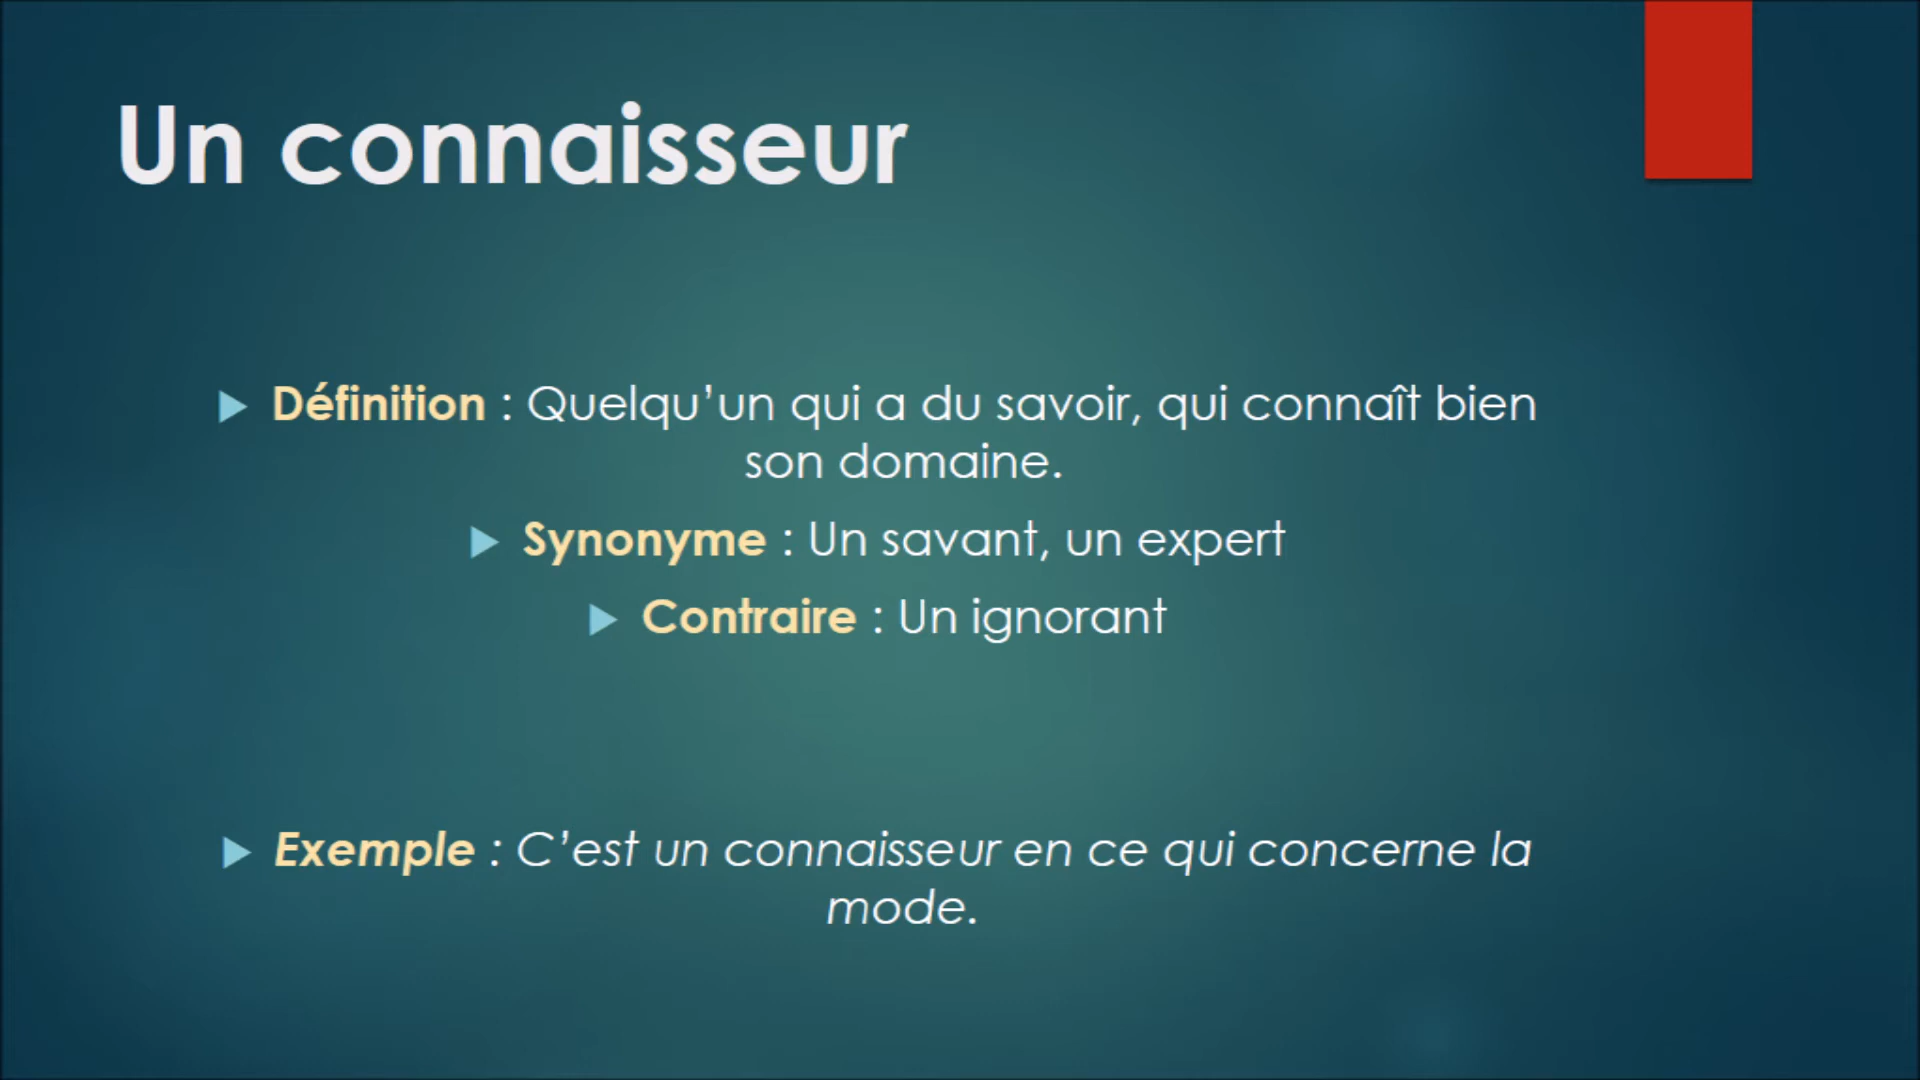 Un connaisseur
Définition : Quelqu’un qui a du savoir, qui connaît bien
son domaine.
Synonyme : Un savant, un expert
Contraire : Un ignorant
Exemple : C’est un connaisseur en ce qui concerne la
mode.